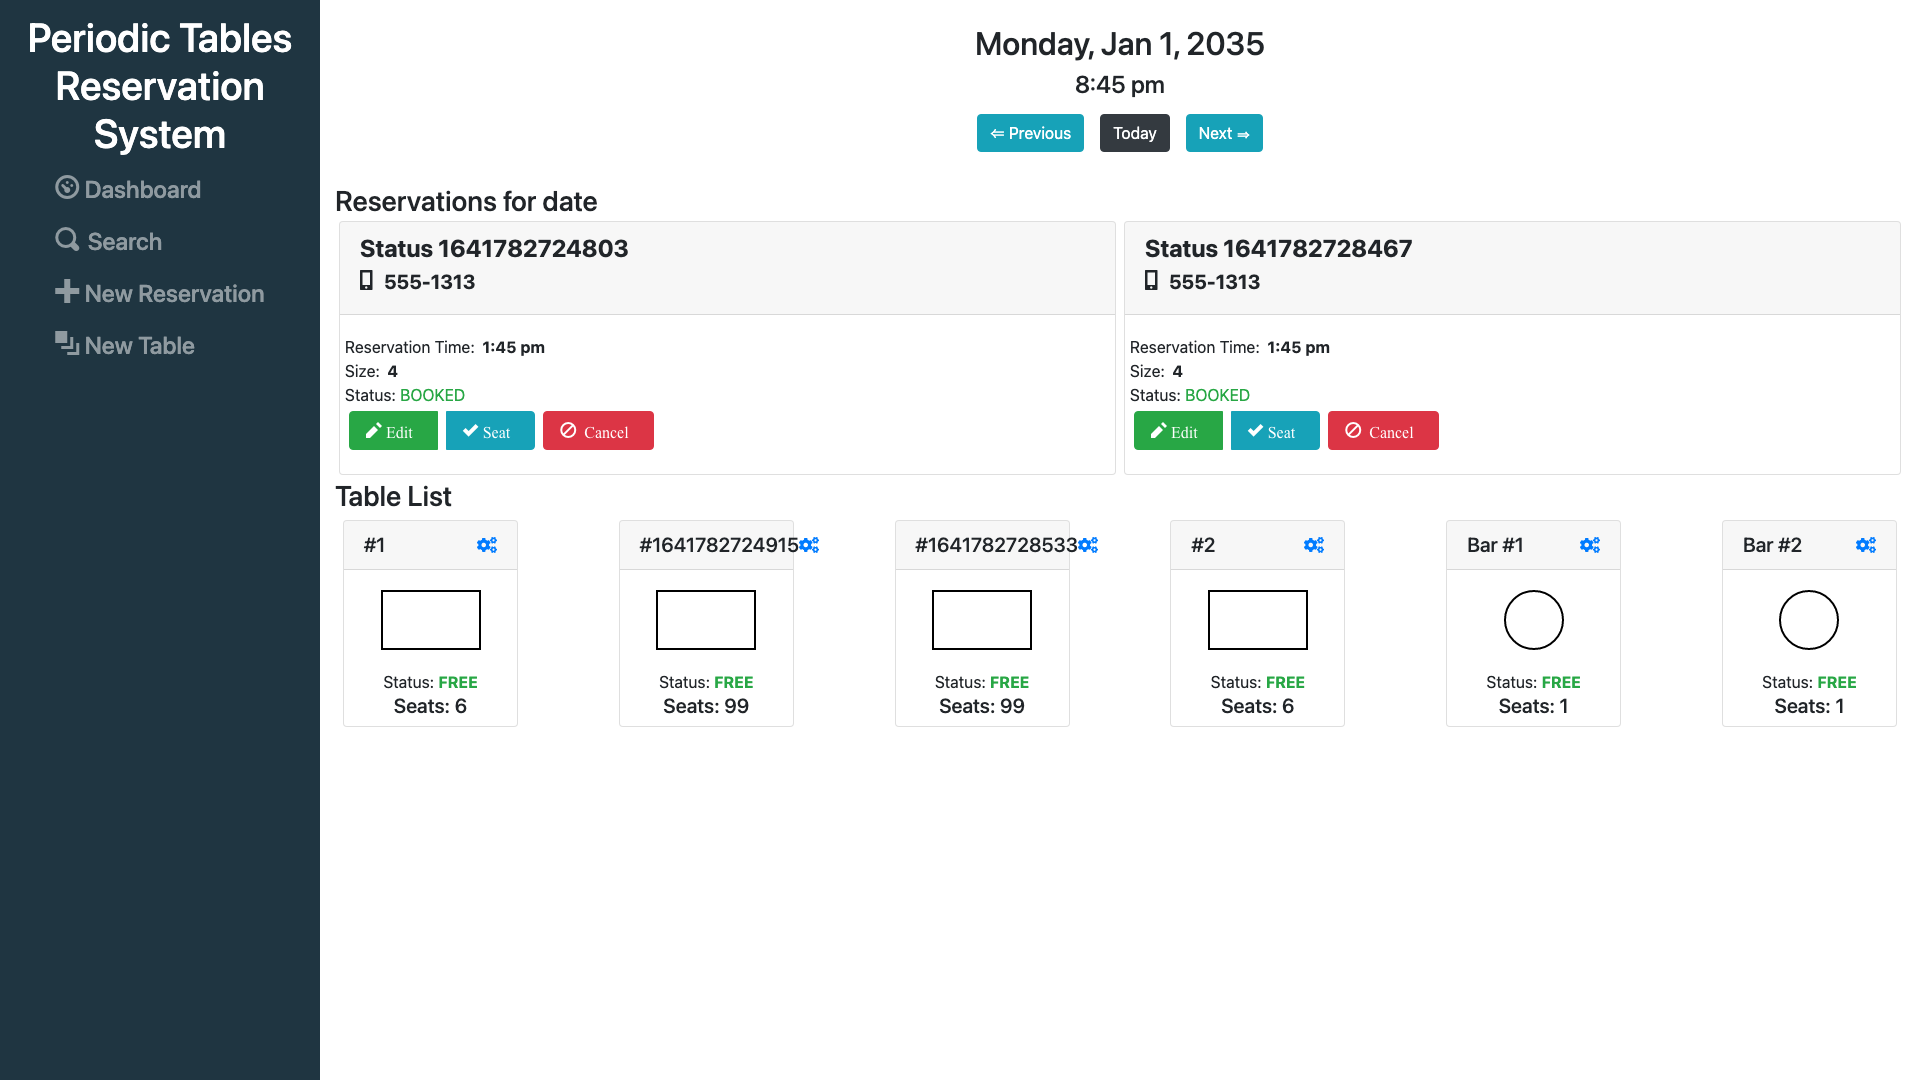 Periodic Tables
Reservation
System
Dashboard
Search
New Reservation
New Table
Monday, Jan 1, 2035
8:45 pm
⇐ Previous
Today
Next ⇒
Reservations for date
Status 1641782724803
555-1313
Reservation Time: 1:45 pm
Size: 4
Status: BOOKED
Edit
Seat
Cancel
Status 1641782728467
555-1313
Reservation Time: 1:45 pm
Size: 4
Status: BOOKED
Edit
Seat
Cancel
Table List
#1
Status: FREE
Seats: 6
#1641782724915
Status: FREE
Seats: 99
#1641782728533
Status: FREE
Seats: 99
#2
Status: FREE
Seats: 6
Bar #1
Status: FREE
Seats: 1
Bar #2
Status: FREE
Seats: 1